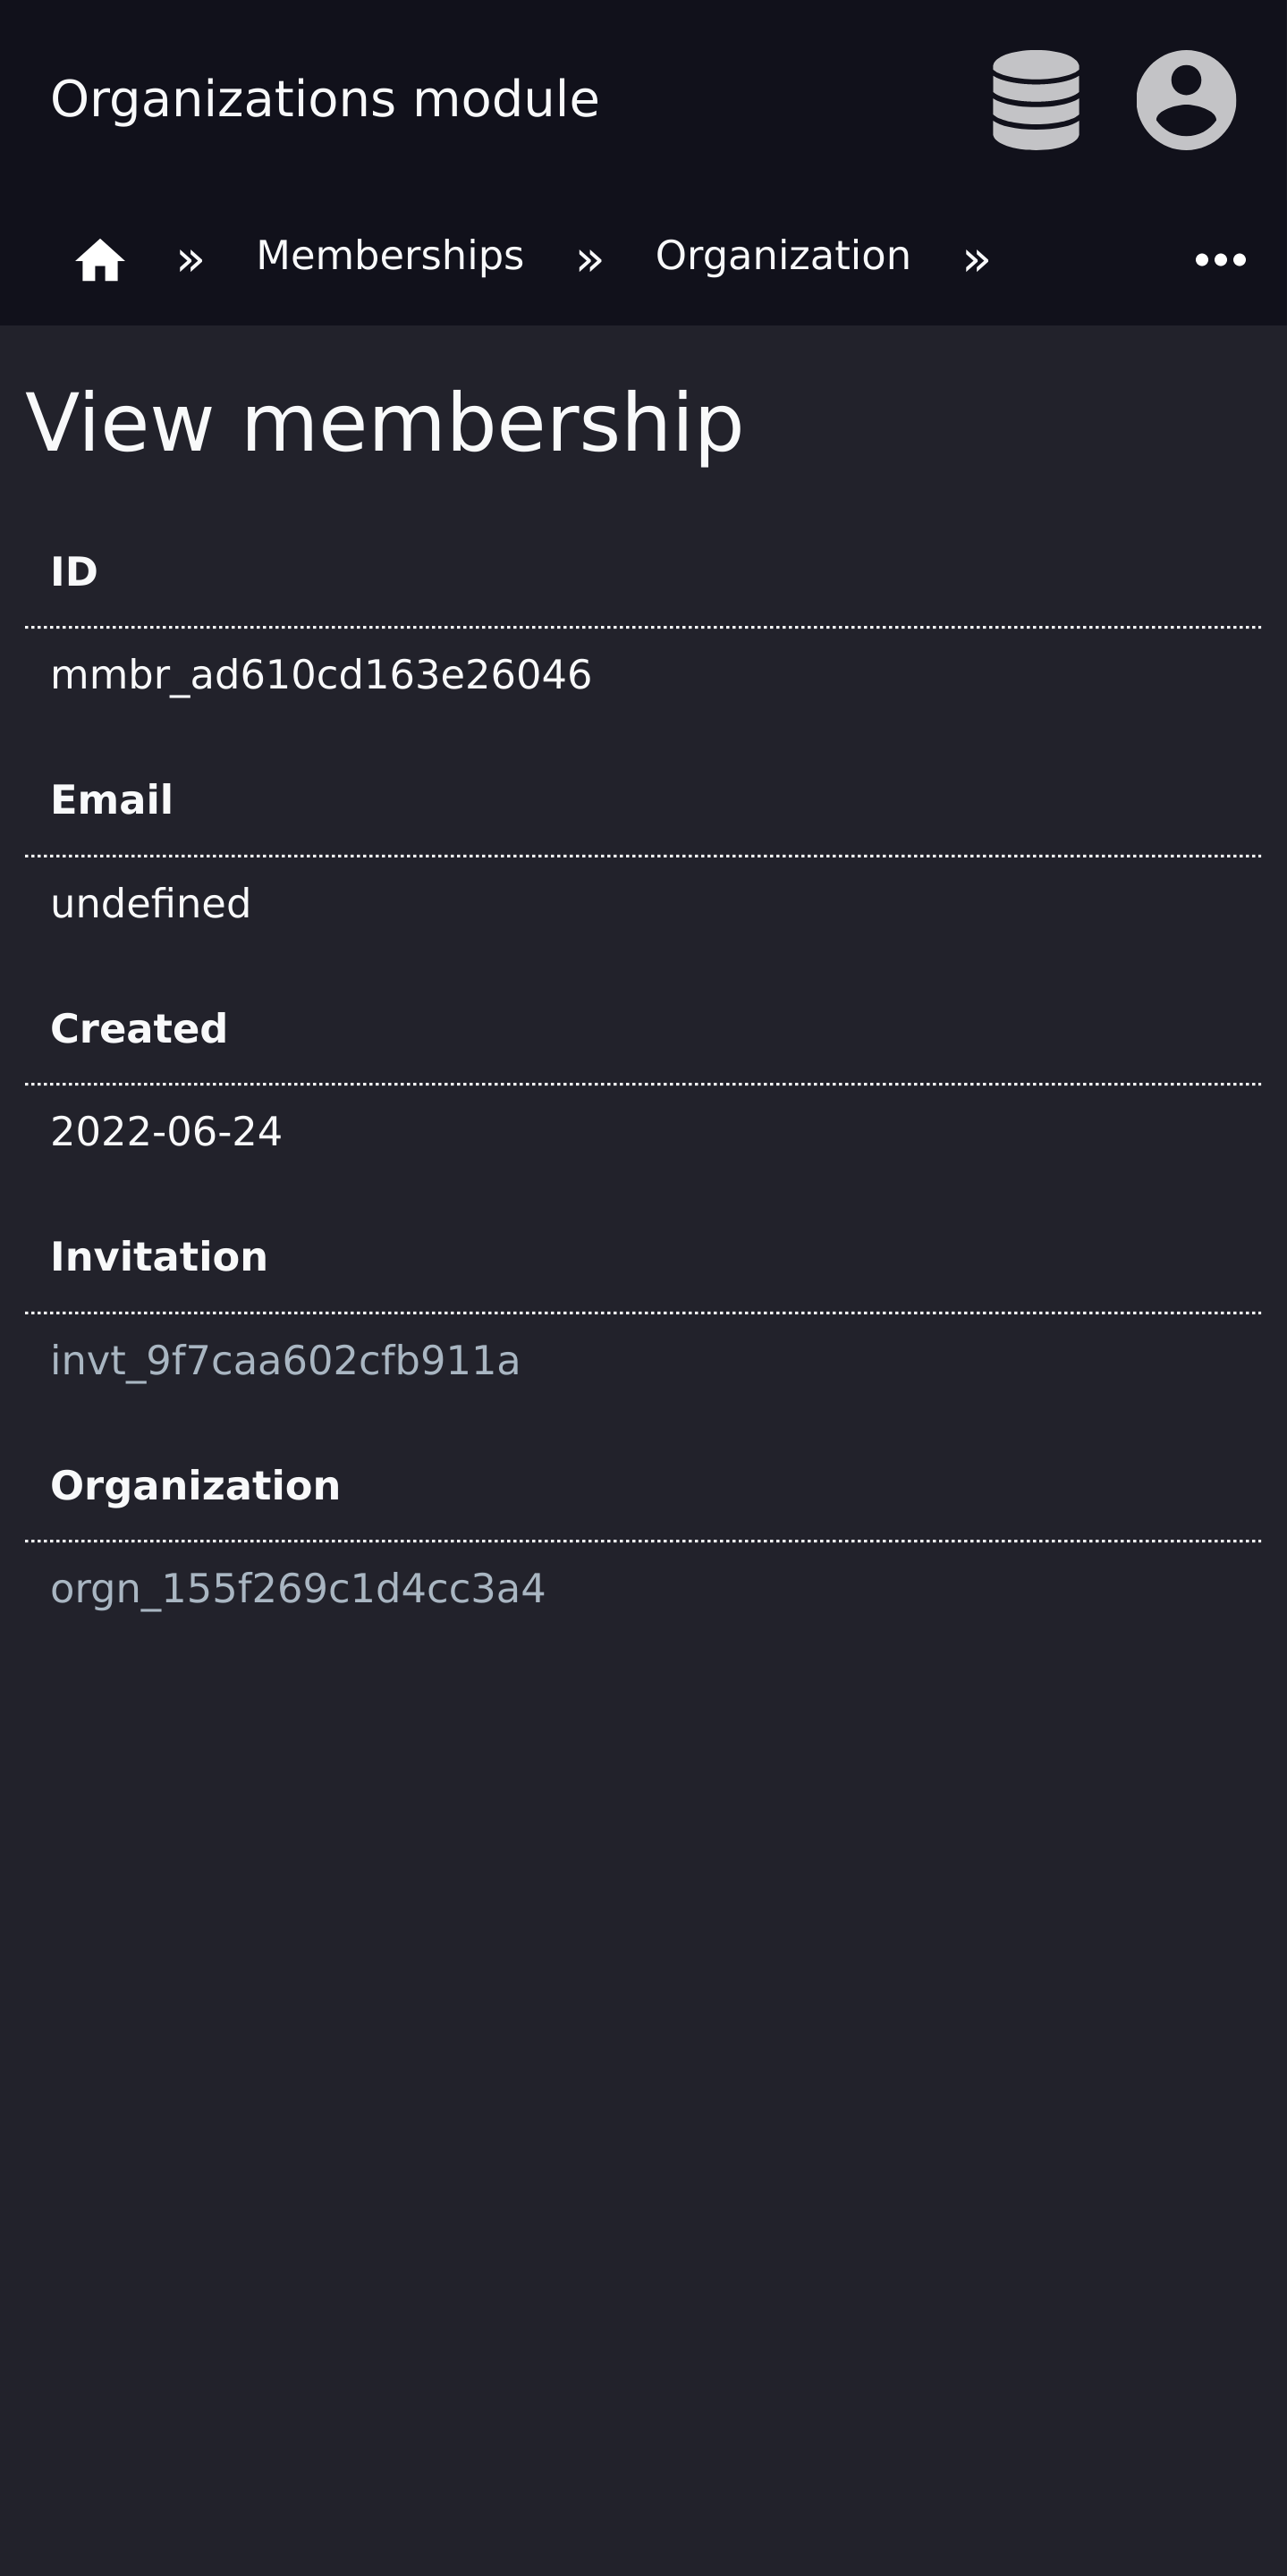 Organizations module
» Memberships » Organization »
View membership
ID
mmbr_ad610cd163e26046
Email
undefined
Created
2022-06-24
Invitation
invt_9f7caa602cfb911a
Organization
orgn_155f269c1d4cc3a4